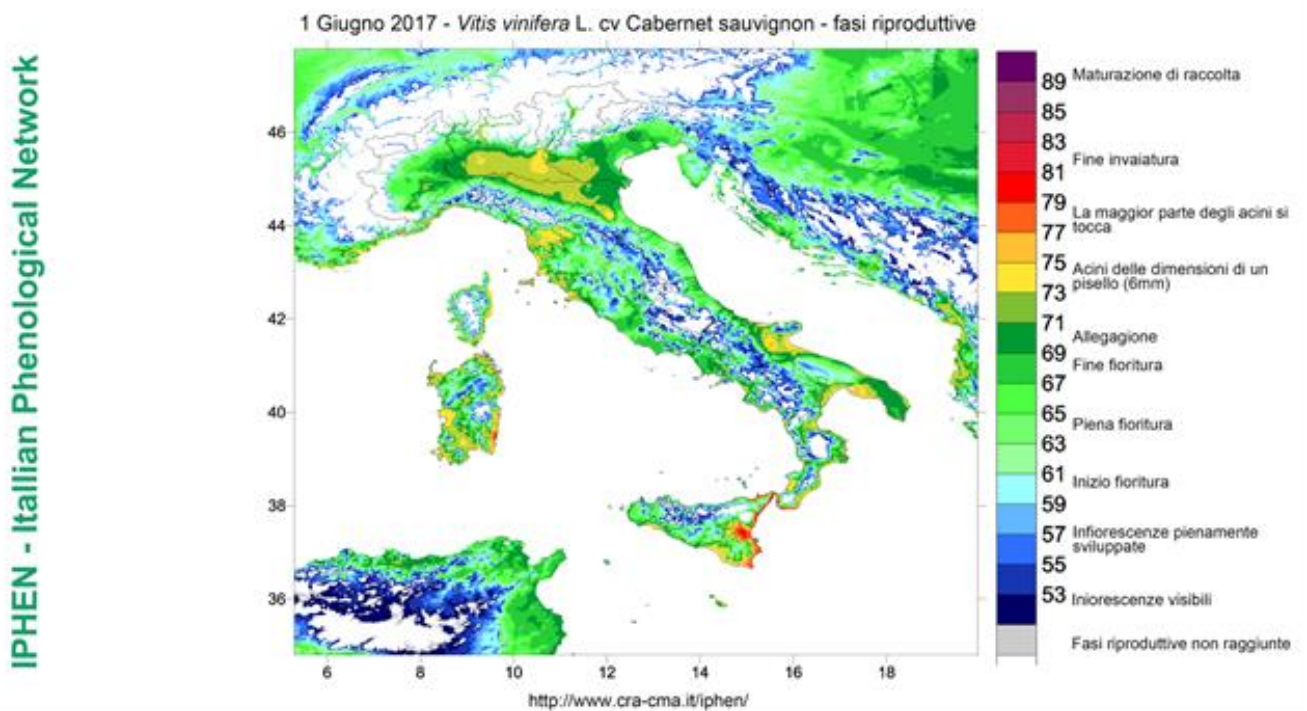 IPHEN - Itallian Phenological Network
1 Giugno 2017 - Vitis vinifera L. cv Cabernet sauvignon - fasi riproduttive
46
44
42
40
38
36
6
8
10
12
14
16
18
http://www.cra-cma.it/iphen/
89
85
83
81
79
77
75
73
71
69
67
65
63
61
59
57
55
53
Maturazione di raccolta
Fine invaiatura
La maggior parte degli acini si
tocca
Acini delle dimensioni di un
pisello (6mm)
Allegagione
Fine fioritura
Piena fioritura
Inizio fioritura
Infiorescenze pienamente
sviluppate
Iniorescenze visibili
Fasi riproduttive non raggiunte